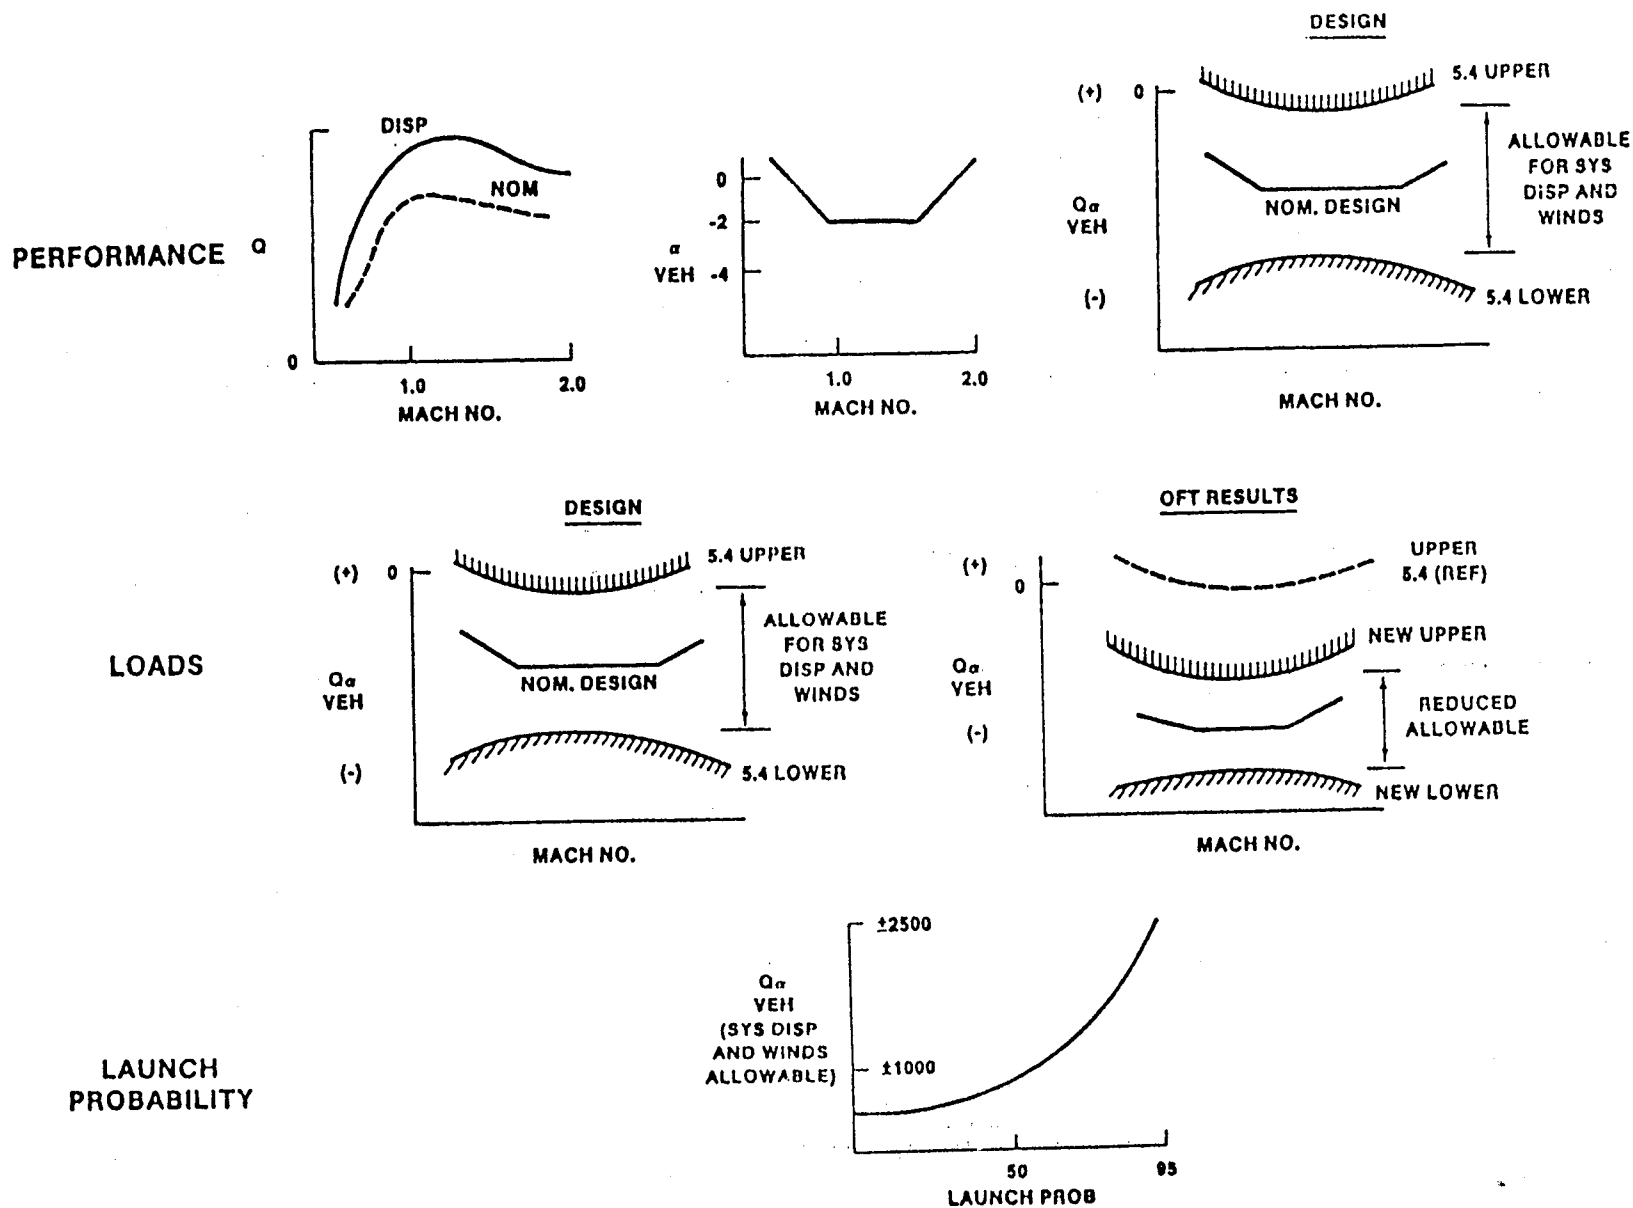 DESIGN
PERFORMANCE
Q
DISP
NOM
0
1.0
2.0
MACH NO.
α
VEH
0
-2
-4
1.0
2.0
MACH NO.
(+)
0
Qα
VEH
(-)
5.4 UPPER
NOM. DESIGN
ALLOWABLE
FOR SYS
DISP AND
WINDS
5.4 LOWER
MACH NO.
LOADS
DESIGN
(+)
0
Qα
VEH
(-)
5.4 UPPER
NOM. DESIGN
ALLOWABLE
FOR SYS
DISP AND
WINDS
5.4 LOWER
MACH NO.
OFT RESULTS
(+)
0
Qα
VEH
(-)
UPPER
5.4 (REF)
NEW UPPER
REDUCED
ALLOWABLE
NEW LOWER
MACH NO.
LAUNCH
PROBABILITY
Qα
VEH
(SYS DISP
AND WINDS
ALLOWABLE)
±2500
±1000
50
95
LAUNCH PROB